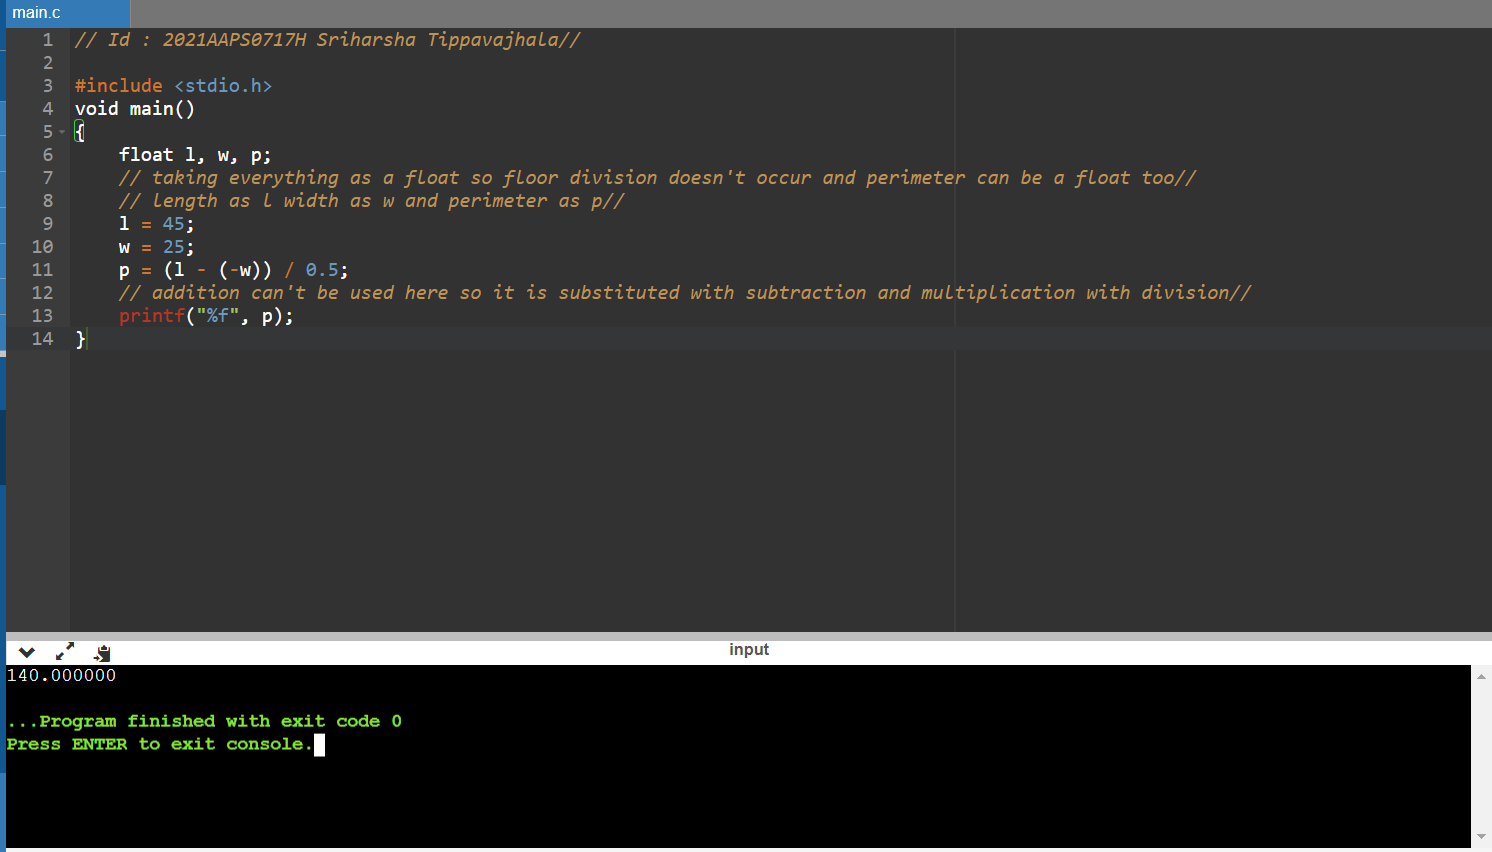 main.c
1 // Id : 2021AAPS0717H Sriharsha Tippavajhala//
2
3 #include <stdio.h>
4 void main()
5 {
6     float l, w, p;
7     // taking everything as a float so floor division doesn't occur and perimeter can be a float too//
8     // length as l width as w and perimeter as p//
9     l = 45;
10     w = 25;
11     p = (l - (-w)) / 0.5;
12     // addition can't be used here so it is substituted with subtraction and multiplication with division//
13     printf("%f", p);
14 }
input
140.000000
...Program finished with exit code 0
Press ENTER to exit console.